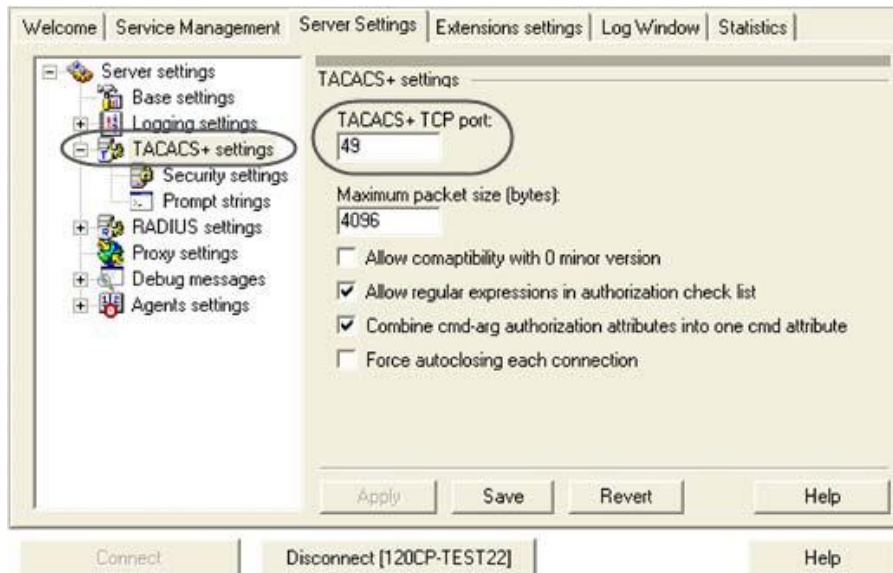 Welcome Service Management Server Settings Extensions settings Log Window Statistics
Server settings
Base settings
Logging settings
TACACS+ settings
Security settings
Prompt strings
RADIUS settings
Proxy settings
Debug messages
Agents settings
TACACS+ settings
TACACS+ TCP port:
49
Maximum packet size (bytes):
4096
Allow comaptibility with 0 minor version
Allow regular expressions in authorization check list
Combine cmd-arg authorization attributes into one cmd attribute
Force autoclosing each connection
Apply Save Revert Help
Connect Disconnect [120CP-TEST22] Help